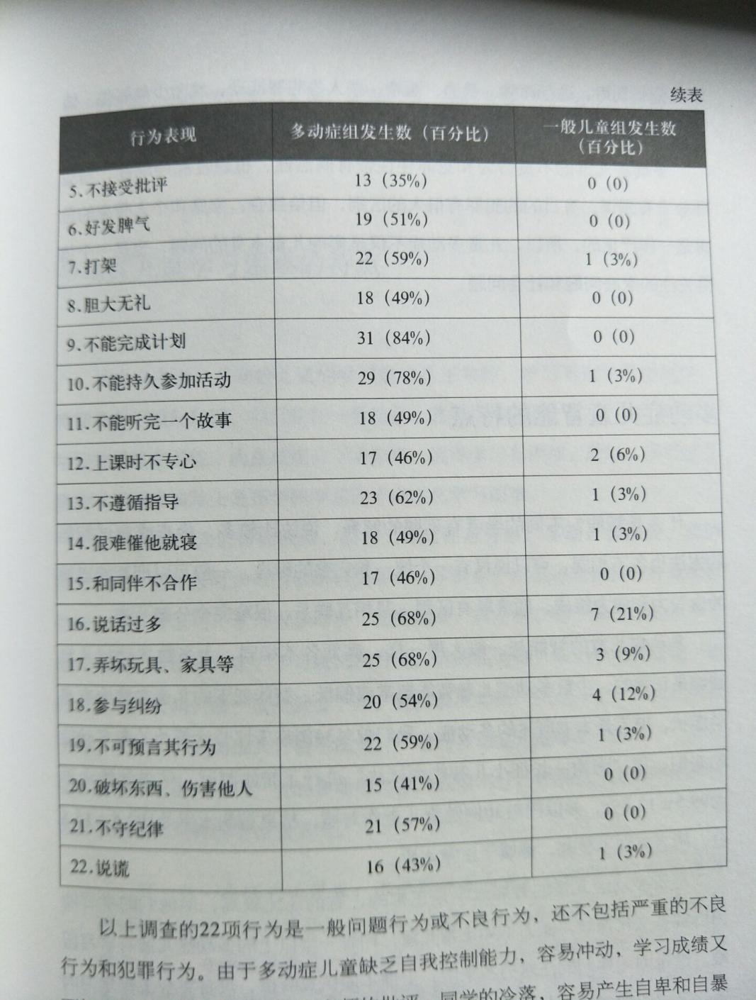 续表
行为表现 多动症组发生数（百分比） 一般儿童组发生数（百分比）
5.不接受批评 13（35%） 0（0）
6.好发脾气 19（51%） 0（0）
7.打架 22（59%） 1（3%）
8.胆大无礼 18（49%） 0（0）
9.不能完成计划 31（84%） 0（0）
10.不能持久参加活动 29（78%） 1（3%）
11.不能听完一个故事 18（49%） 0（0）
12.上课时不专心 17（46%） 2（6%）
13.不遵循指导 23（62%） 1（3%）
14.很难催他就寝 18（49%） 1（3%）
15.和同伴不合作 17（46%） 0（0）
16.说话过多 25（68%） 7（21%）
17.弄坏玩具、家具等 25（68%） 3（9%）
18.参与纠纷 20（54%） 4（12%）
19.不可预言其行为 22（59%） 1（3%）
20.破坏东西、伤害他人 15（41%） 0（0）
21.不守纪律 21（57%） 0（0）
22.说谎 16（43%） 1（3%）
以上调查的22项行为是一般问题行为或不良行为，还不包括严重的不良
行为和犯罪行为。由于多动症儿童缺乏自我控制能力，容易冲动，学习成绩又
的批评、同学的冷落，容易产生自卑和自暴